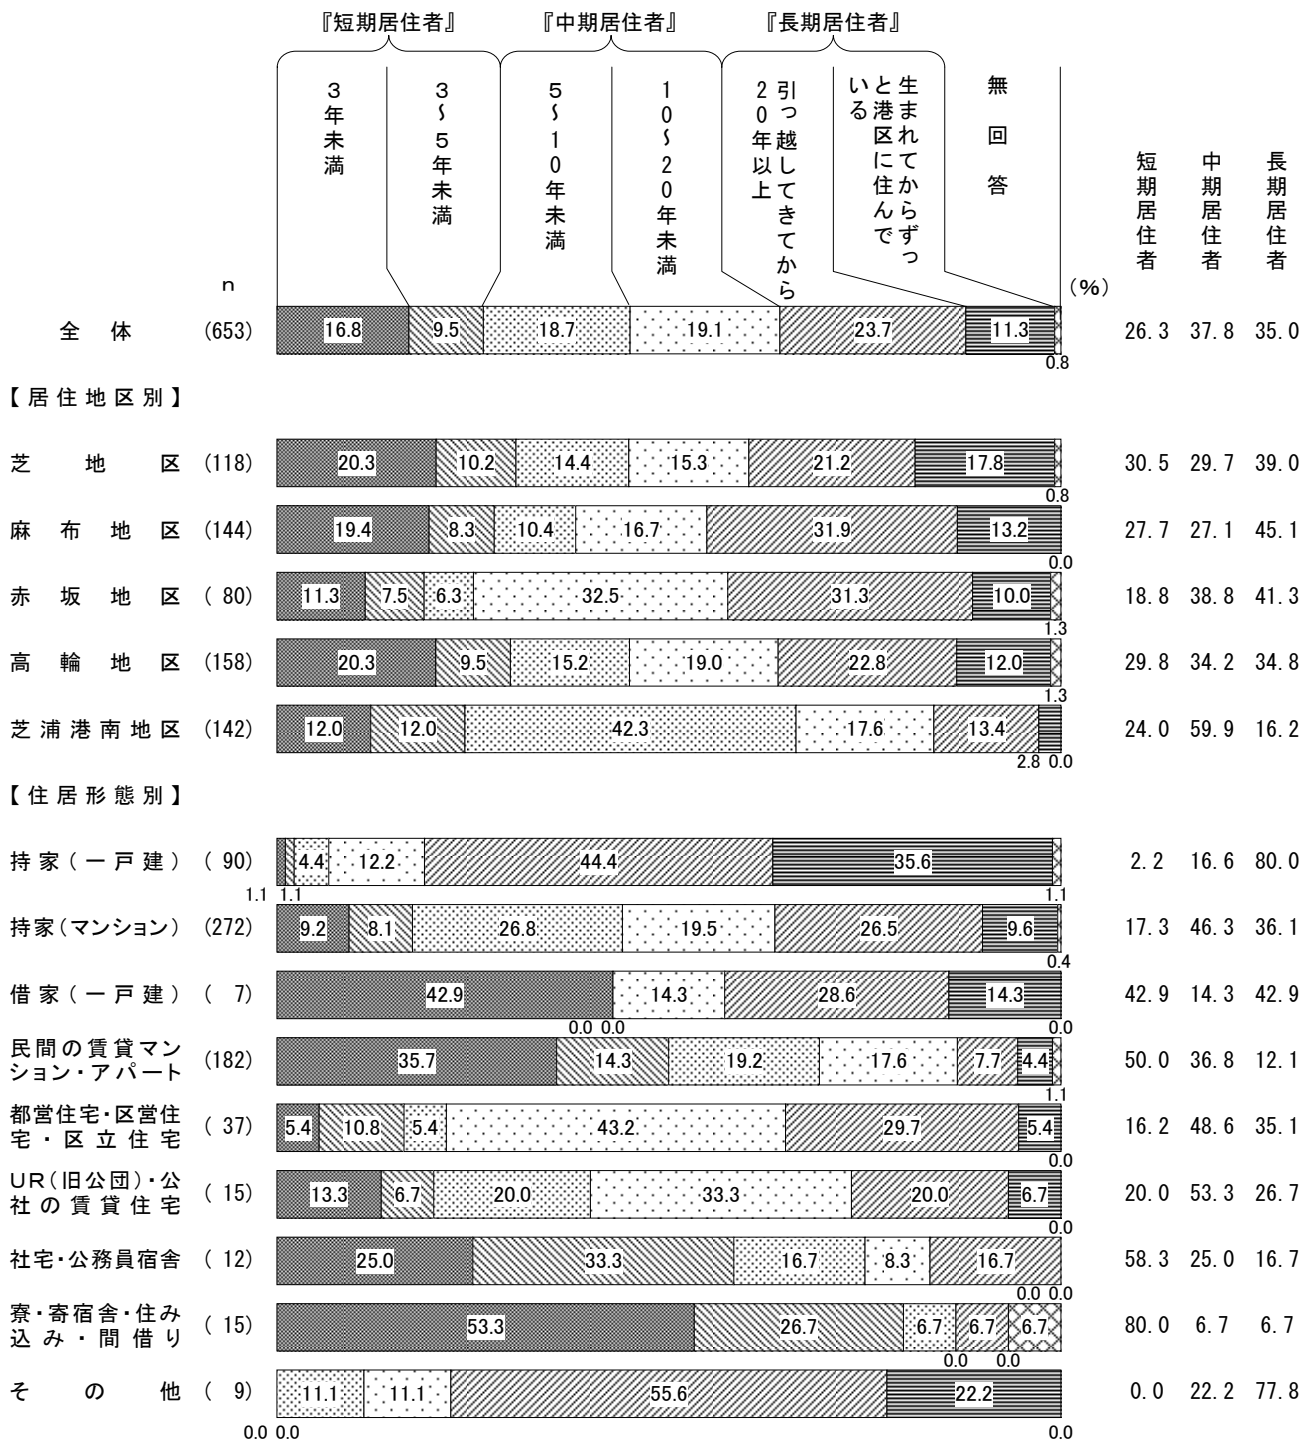 『短期居住者』 『中期居住者』 『長期居住者』
3年未満
3～5年未満
5～10年未満
10～20年未満
引っ越してきてから
20年以上
生まれてからずっ
と港区に住んで
いる
無回答
短期居住者
中期居住者
長期居住者
n
(%)
全体 (653) 16.8 9.5 18.7 19.1 23.7 11.3 26.3 37.8 35.0
0.8
【居住地区別】
芝地区 (118) 20.3 10.2 14.4 15.3 21.2 17.8 30.5 29.7 39.0
0.8
麻布地区 (144) 19.4 8.3 10.4 16.7 31.9 13.2 27.7 27.1 45.1
0.0
赤坂地区 ( 80) 11.3 7.5 6.3 32.5 31.3 10.0 18.8 38.8 41.3
1.3
高輪地区 (158) 20.3 9.5 15.2 19.0 22.8 12.0 29.8 34.2 34.8
1.3
芝浦港南地区 (142) 12.0 12.0 42.3 17.6 13.4 24.0 59.9 16.2
2.8 0.0
【住居形態別】
持家(一戸建) ( 90) 4.4 12.2 44.4 35.6 2.2 16.6 80.0
1.1 1.1 1.1
持家(マンション) (272) 9.2 8.1 26.8 19.5 26.5 9.6 17.3 46.3 36.1
0.4
借家(一戸建) ( 7) 42.9 14.3 28.6 14.3 42.9 14.3 42.9
0.0 0.0 0.0
民間の賃貸マン
ション・アパート (182) 35.7 14.3 19.2 17.6 7.7 4.4 50.0 36.8 12.1
1.1
都営住宅・区営住
宅・区立住宅 ( 37) 5.4 10.8 5.4 43.2 29.7 5.4 16.2 48.6 35.1
0.0
UR(旧公団)・公
社の賃貸住宅 ( 15) 13.3 6.7 20.0 33.3 20.0 6.7 20.0 53.3 26.7
0.0
社宅・公務員宿舎 ( 12) 25.0 33.3 16.7 8.3 16.7 58.3 25.0 16.7
0.0 0.0
寮・寄宿舎・住み
込み・間借り ( 15) 53.3 26.7 6.7 6.7 6.7 80.0 6.7 6.7
0.0 0.0
その他 ( 9) 11.1 11.1 55.6 22.2 0.0 22.2 77.8
0.0 0.0 0.0